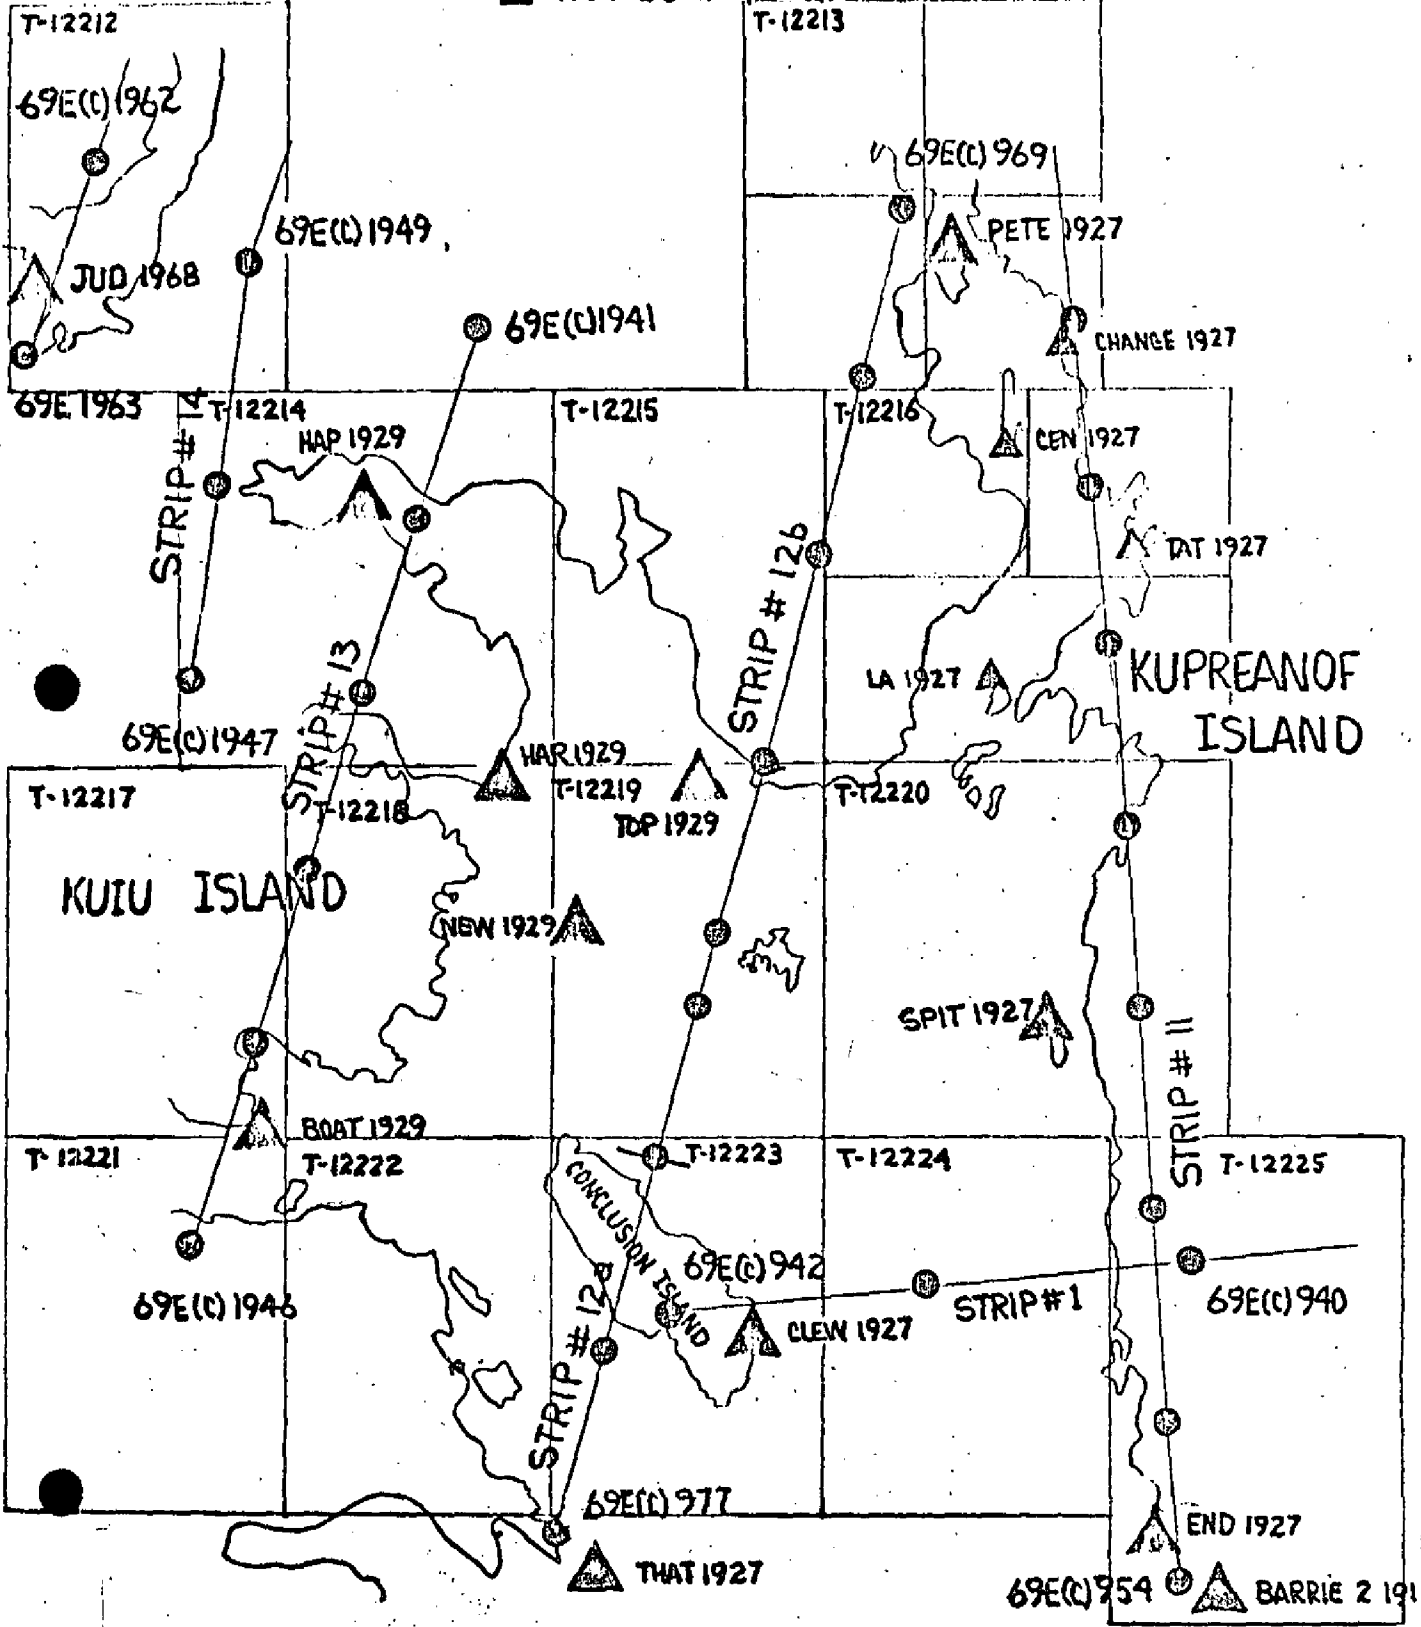 T-12212
T-12213
69E(C) 1962
69E(C) 969
69E(C) 1949
PETE 1927
JUD 1968
69E(C) 1941
CHANGE 1927
69E 1963
T-12214
T-12215
T-12216
HAP 1929
CEN 1927
STRIP # 14
TAT 1927
STRIP # 12b
STRIP # 13
LA 1927
KUPREANOF
ISLAND
69E(C) 1947
HAR 1929
T-12217
T-12218
T-12219
T-12220
TOP 1929
KUIU ISLAND
NEW 1929
SPIT 1927
STRIP # 11
BOAT 1929
T-12221
T-12222
T-12223
T-12224
T-12225
CONCLUSION ISLAND
69E(C) 942
69E(C) 1946
STRIP # 1
69E(C) 940
CLEW 1927
STRIP # 12a
69E(C) 977
END 1927
THAT 1927
69E(C) 954
BARRIE 2